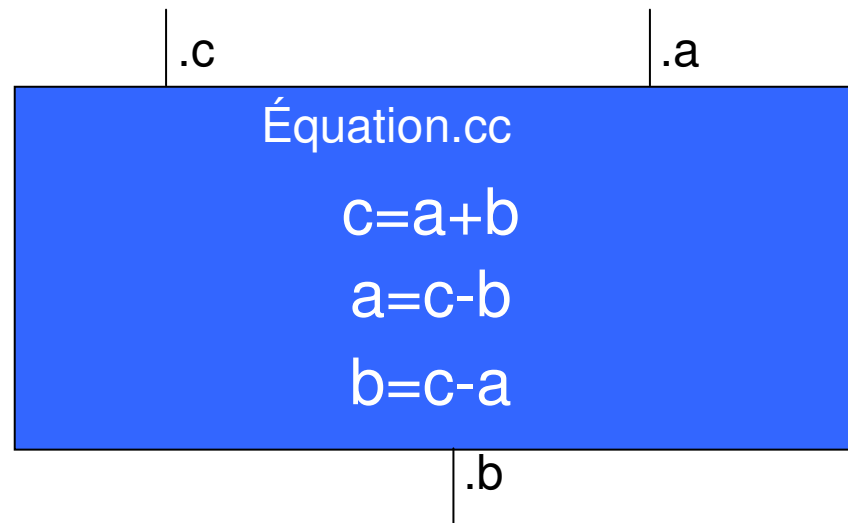 .c .a
Équation.cc
c=a+b
a=c-b
b=c-a
.b